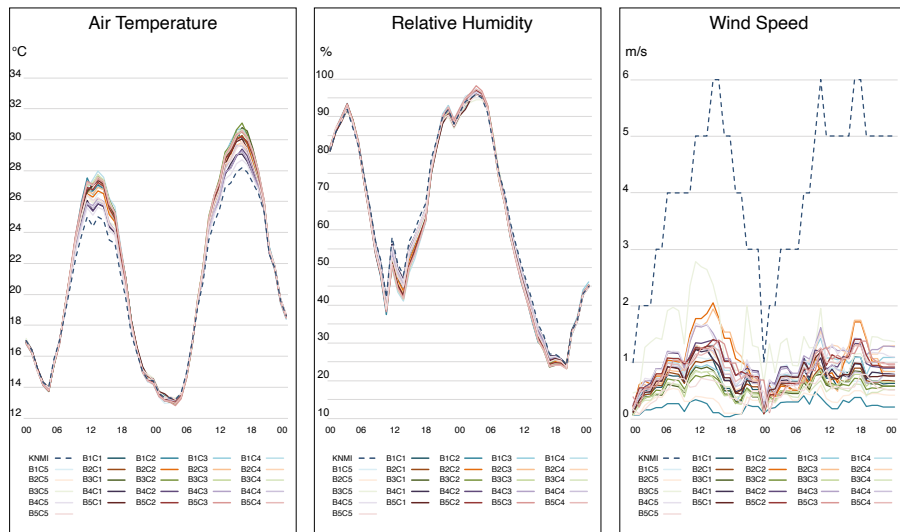 Air Temperature
°C
34
32
30
28
26
24
22
20
18
16
14
12
00 06 12 18 00 06 12 18 00
KNMI B1C1 B1C2 B1C3 B1C4
B1C5 B2C1 B2C2 B2C3 B2C4
B2C5 B3C1 B3C2 B3C3 B3C4
B3C5 B4C1 B4C2 B4C3 B4C4
B4C5 B5C1 B5C2 B5C3 B5C4
B5C5
Relative Humidity
%
100
90
80
70
60
50
40
30
20
10
00 06 12 18 00 06 12 18 00
KNMI B1C1 B1C2 B1C3 B1C4
B1C5 B2C1 B2C2 B2C3 B2C4
B2C5 B3C1 B3C2 B3C3 B3C4
B3C5 B4C1 B4C2 B4C3 B4C4
B4C5 B5C1 B5C2 B5C3 B5C4
B5C5
Wind Speed
m/s
6
5
4
3
2
1
0
00 06 12 18 00 06 12 18 00
KNMI B1C1 B1C2 B1C3 B1C4
B1C5 B2C1 B2C2 B2C3 B2C4
B2C5 B3C1 B3C2 B3C3 B3C4
B3C5 B4C1 B4C2 B4C3 B4C4
B4C5 B5C1 B5C2 B5C3 B5C4
B5C5